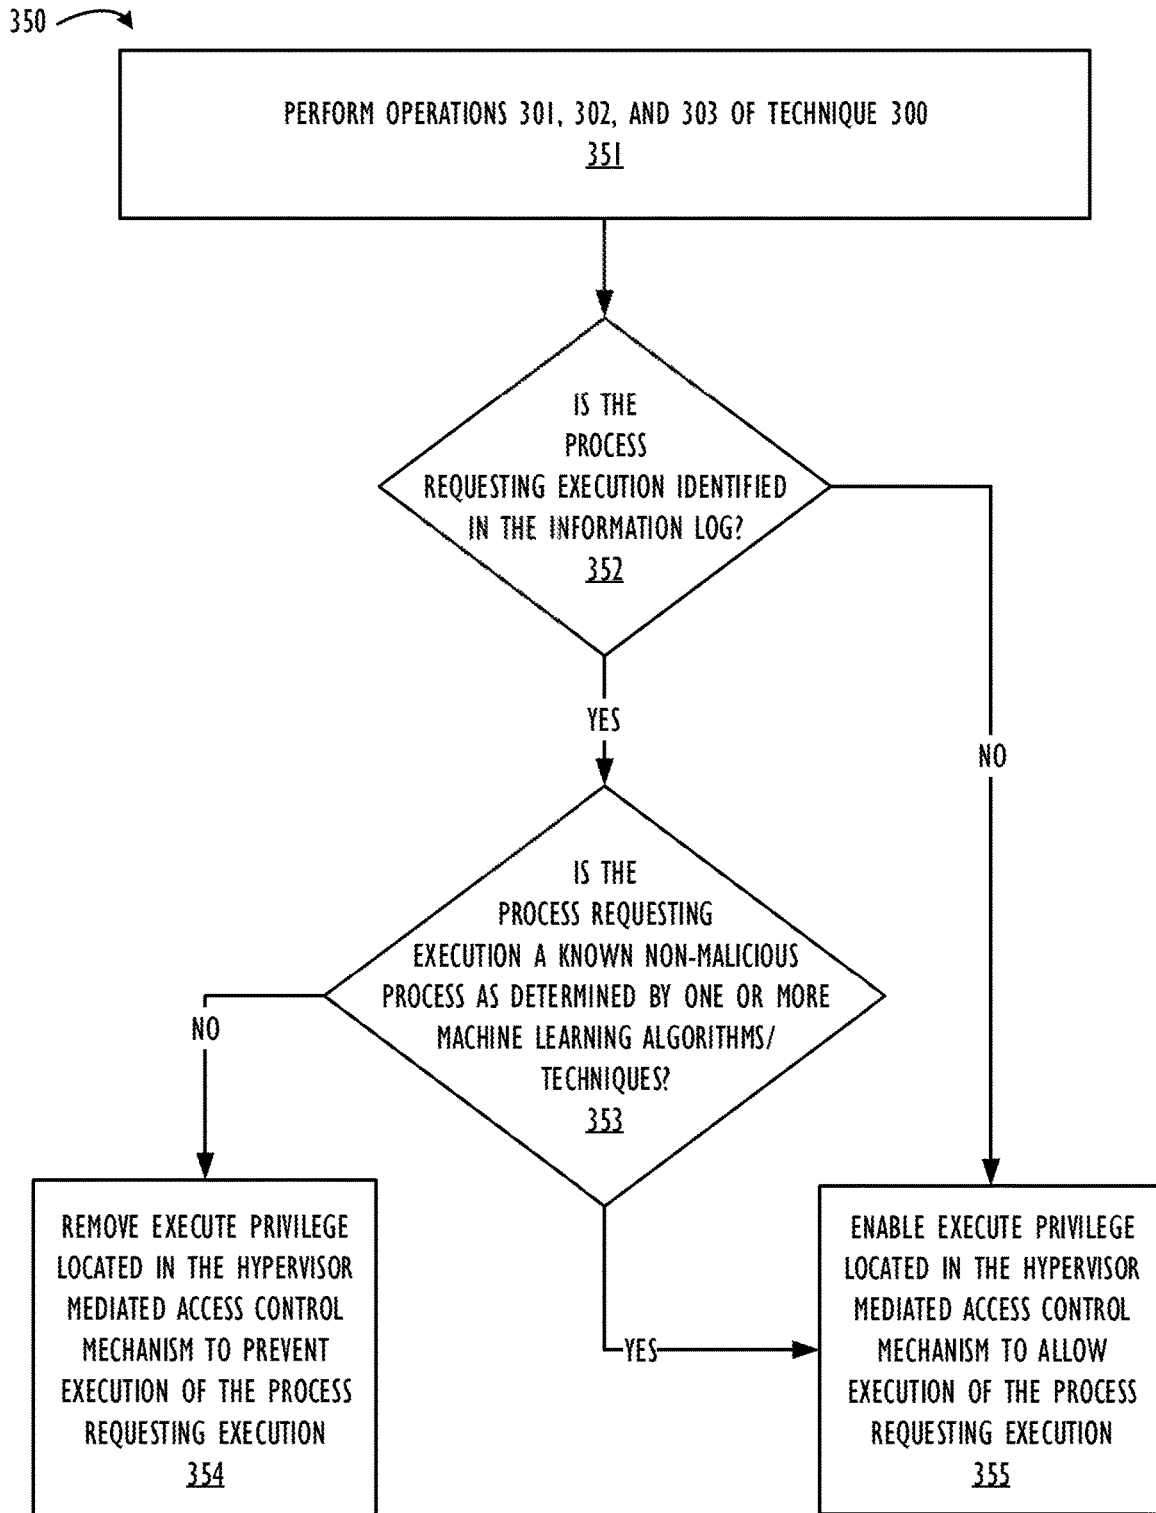 350
PERFORM OPERATIONS 301, 302, AND 303 OF TECHNIQUE 300
351
IS THE
PROCESS
REQUESTING EXECUTION IDENTIFIED
IN THE INFORMATION LOG?
352
YES
NO
IS THE
PROCESS REQUESTING
EXECUTION A KNOWN NON-MALICIOUS
PROCESS AS DETERMINED BY ONE OR MORE
MACHINE LEARNING ALGORITHMS/
TECHNIQUES?
353
NO
YES
REMOVE EXECUTE PRIVILEGE
LOCATED IN THE HYPERVISOR
MEDIATED ACCESS CONTROL
MECHANISM TO PREVENT
EXECUTION OF THE PROCESS
REQUESTING EXECUTION
354
ENABLE EXECUTE PRIVILEGE
LOCATED IN THE HYPERVISOR
MEDIATED ACCESS CONTROL
MECHANISM TO ALLOW
EXECUTION OF THE PROCESS
REQUESTING EXECUTION
355